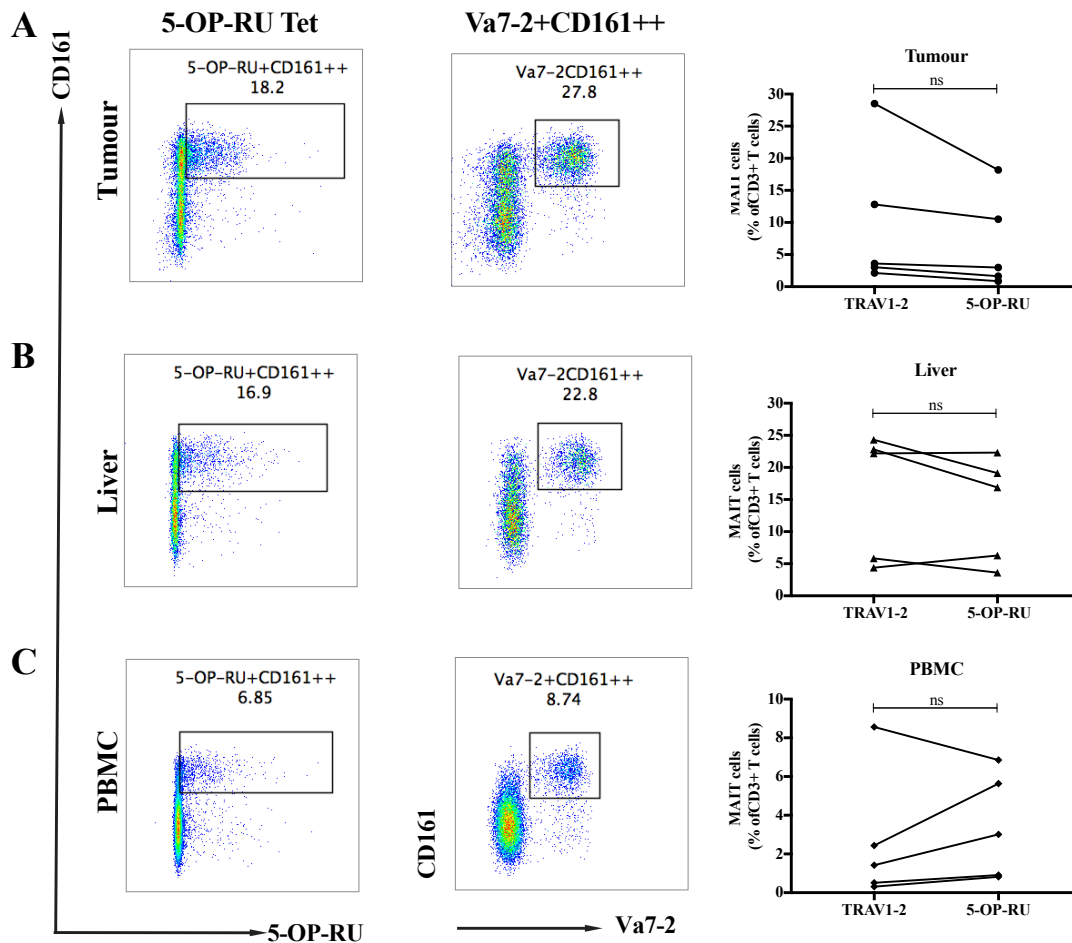 A
5-OP-RU Tet
Va7-2+CD161++
CD161
Tumour
5-OP-RU+CD161++
18.2
Va7-2CD161++
27.8
Tumour
ns
MAIT cells
(% ofCD3+ T cells)
30
25
20
15
10
5
0
TRAV1-2
5-OP-RU
B
Liver
5-OP-RU+CD161++
16.9
Va7-2CD161++
22.8
Liver
ns
MAIT cells
(% ofCD3+ T cells)
30
25
20
15
10
5
0
TRAV1-2
5-OP-RU
C
PBMC
5-OP-RU+CD161++
6.85
Va7-2+CD161++
8.74
CD161
PBMC
ns
MAIT cells
(% ofCD3+ T cells)
10
8
6
4
2
0
TRAV1-2
5-OP-RU
5-OP-RU
Va7-2